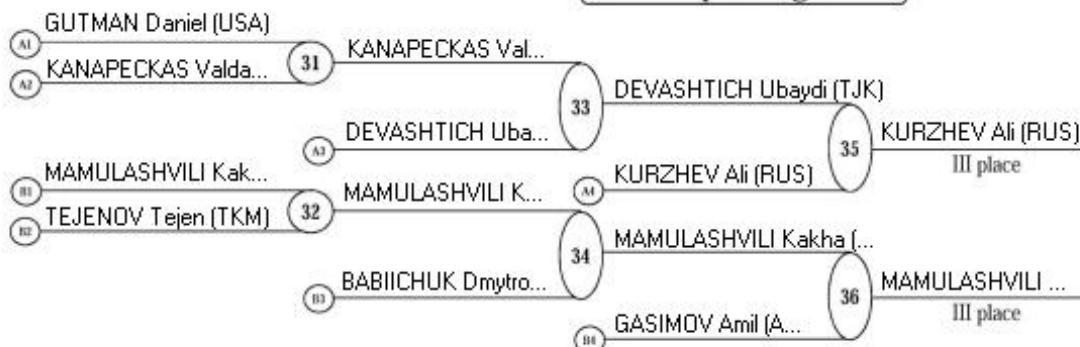 GUTMAN Daniel (USA)
A1
31
KANAPECKAS Val...
A2
KANAPECKAS Valda...
33
DEVASHTICH Ubaydi (TJK)
A3
DEVASHTICH Uba...
35
KURZHEV Ali (RUS)
III place
A4
KURZHEV Ali (RUS)
B1
MAMULASHVILI Kak...
32
MAMULASHVILI K...
B2
TEJENOV Tejen (TKM)
34
MAMULASHVILI Kakha (...
B3
BABIICHUK Dmytro...
36
MAMULASHVILI ...
III place
B4
GASIMOV Amil (A...